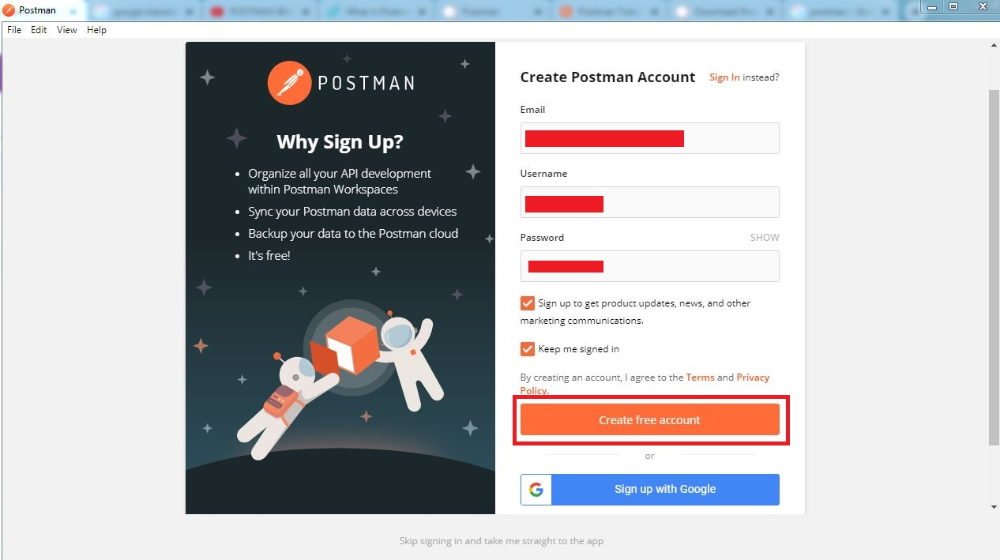 Postman
File Edit View Help
POSTMAN
Why Sign Up?
• Organize all your API development
within Postman Workspaces
• Sync your Postman data across devices
• Backup your data to the Postman cloud
• It's free!
Create Postman Account Sign In instead?
Email
Username
Password SHOW
Sign up to get product updates, news, and other
marketing communications.
Keep me signed in
By creating an account, I agree to the Terms and Privacy
Policy.
Create free account
or
Sign up with Google
Skip signing in and take me straight to the app